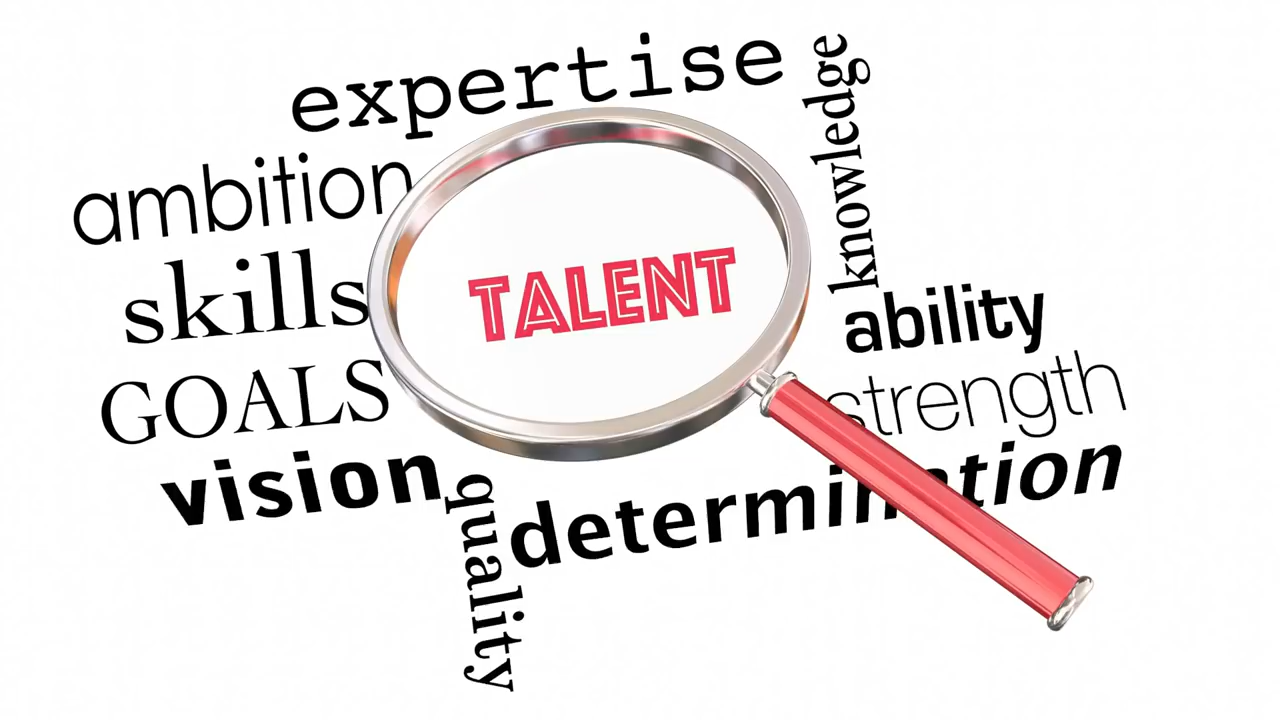 expertise
knowledge
ambition
skills
TALENT
ability
GOALS
strength
vision
determination
quality